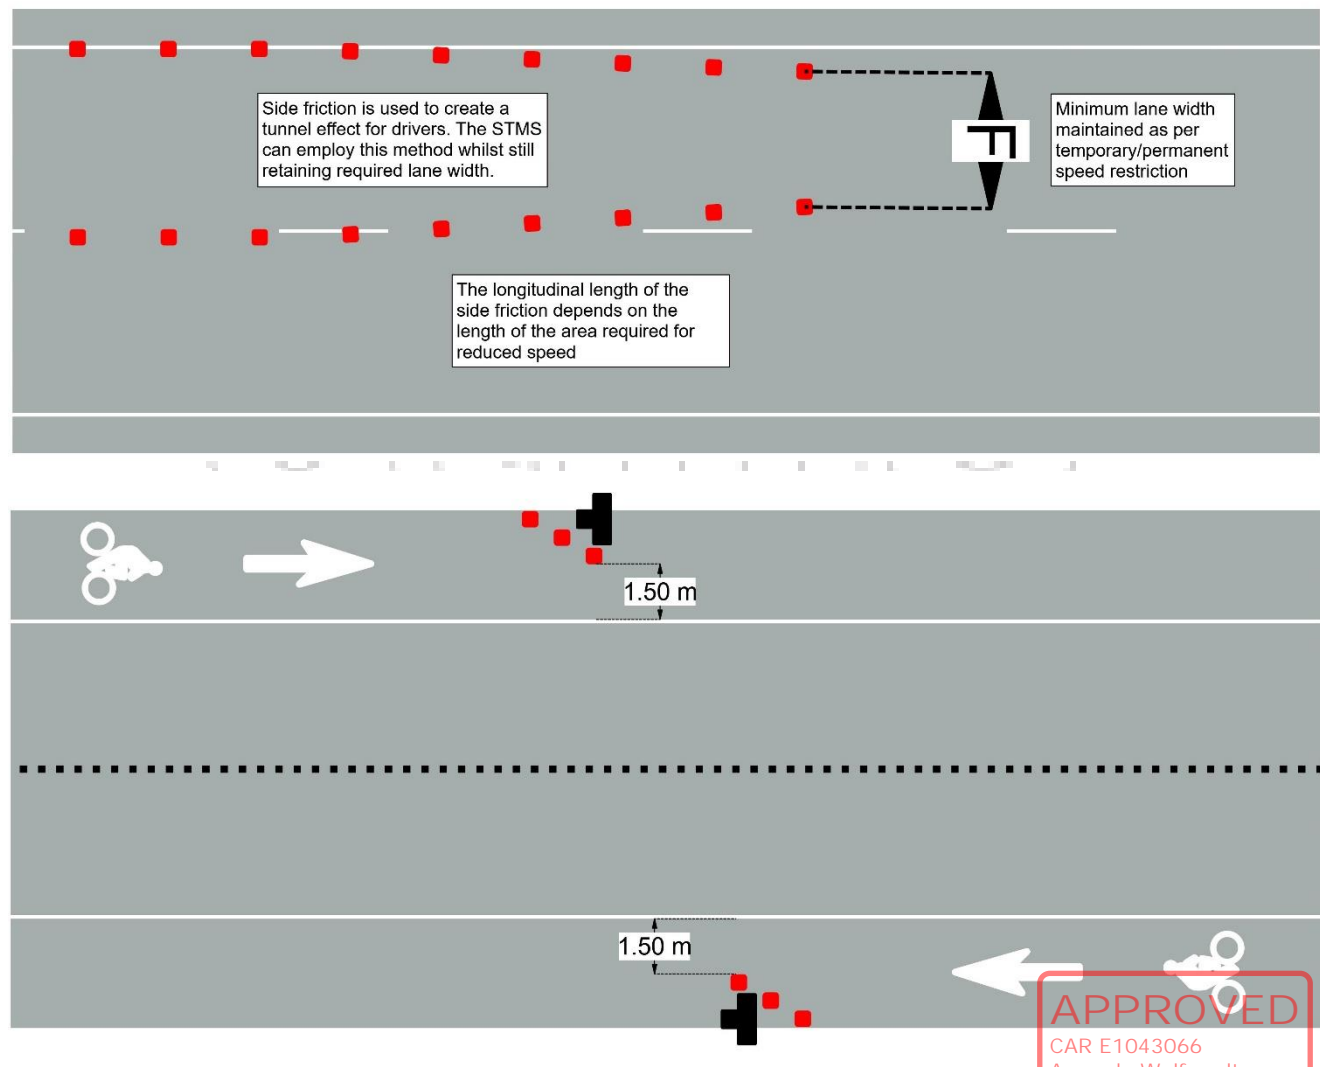 Side friction is used to create a
tunnel effect for drivers. The STMS
can employ this method whilst still
retaining required lane width.
F
Minimum lane width
maintained as per
temporary/permanent
speed restriction
The longitudinal length of the
side friction depends on the
length of the area required for
reduced speed
1.50 m
1.50 m
APPROVED
CAR E1043066